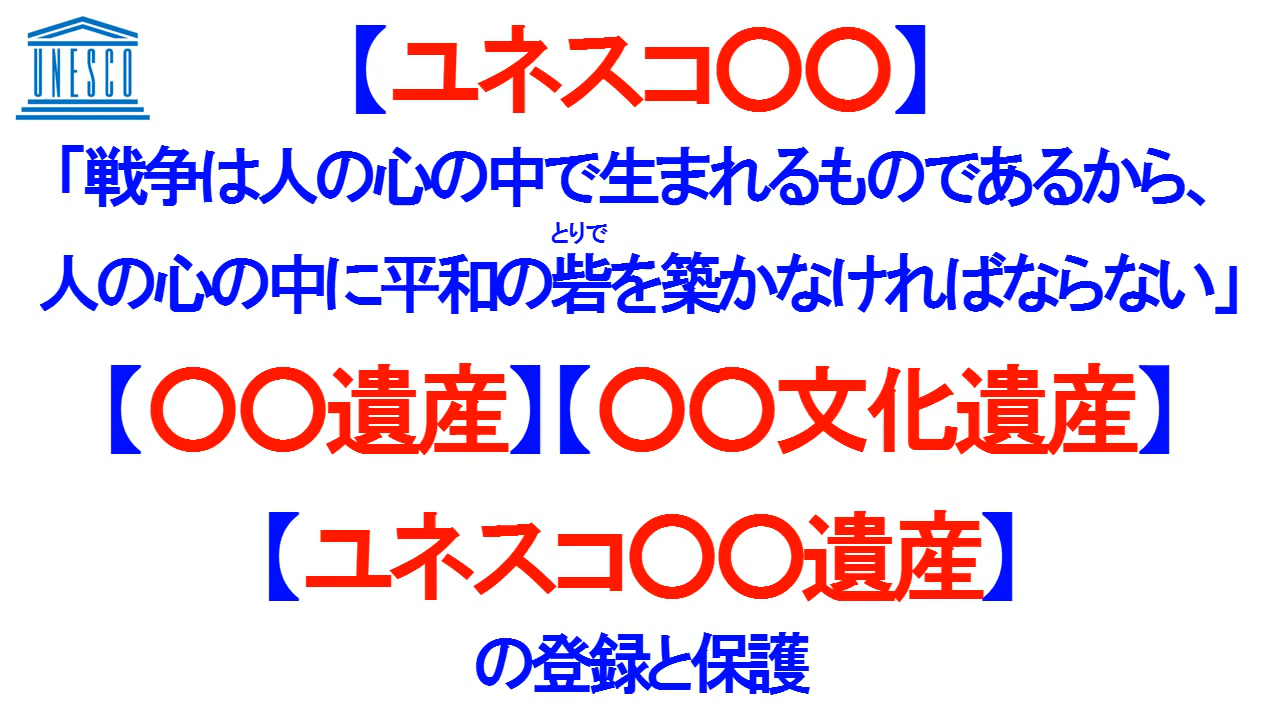 UNESCO
【ユネスコ〇〇】
「戦争は人の心の中で生まれるものであるから、
とりで
人の心の中に平和の砦を築かなければならない」
【〇〇遺産】【〇〇文化遺産】
【ユネスコ〇〇遺産】
の登録と保護